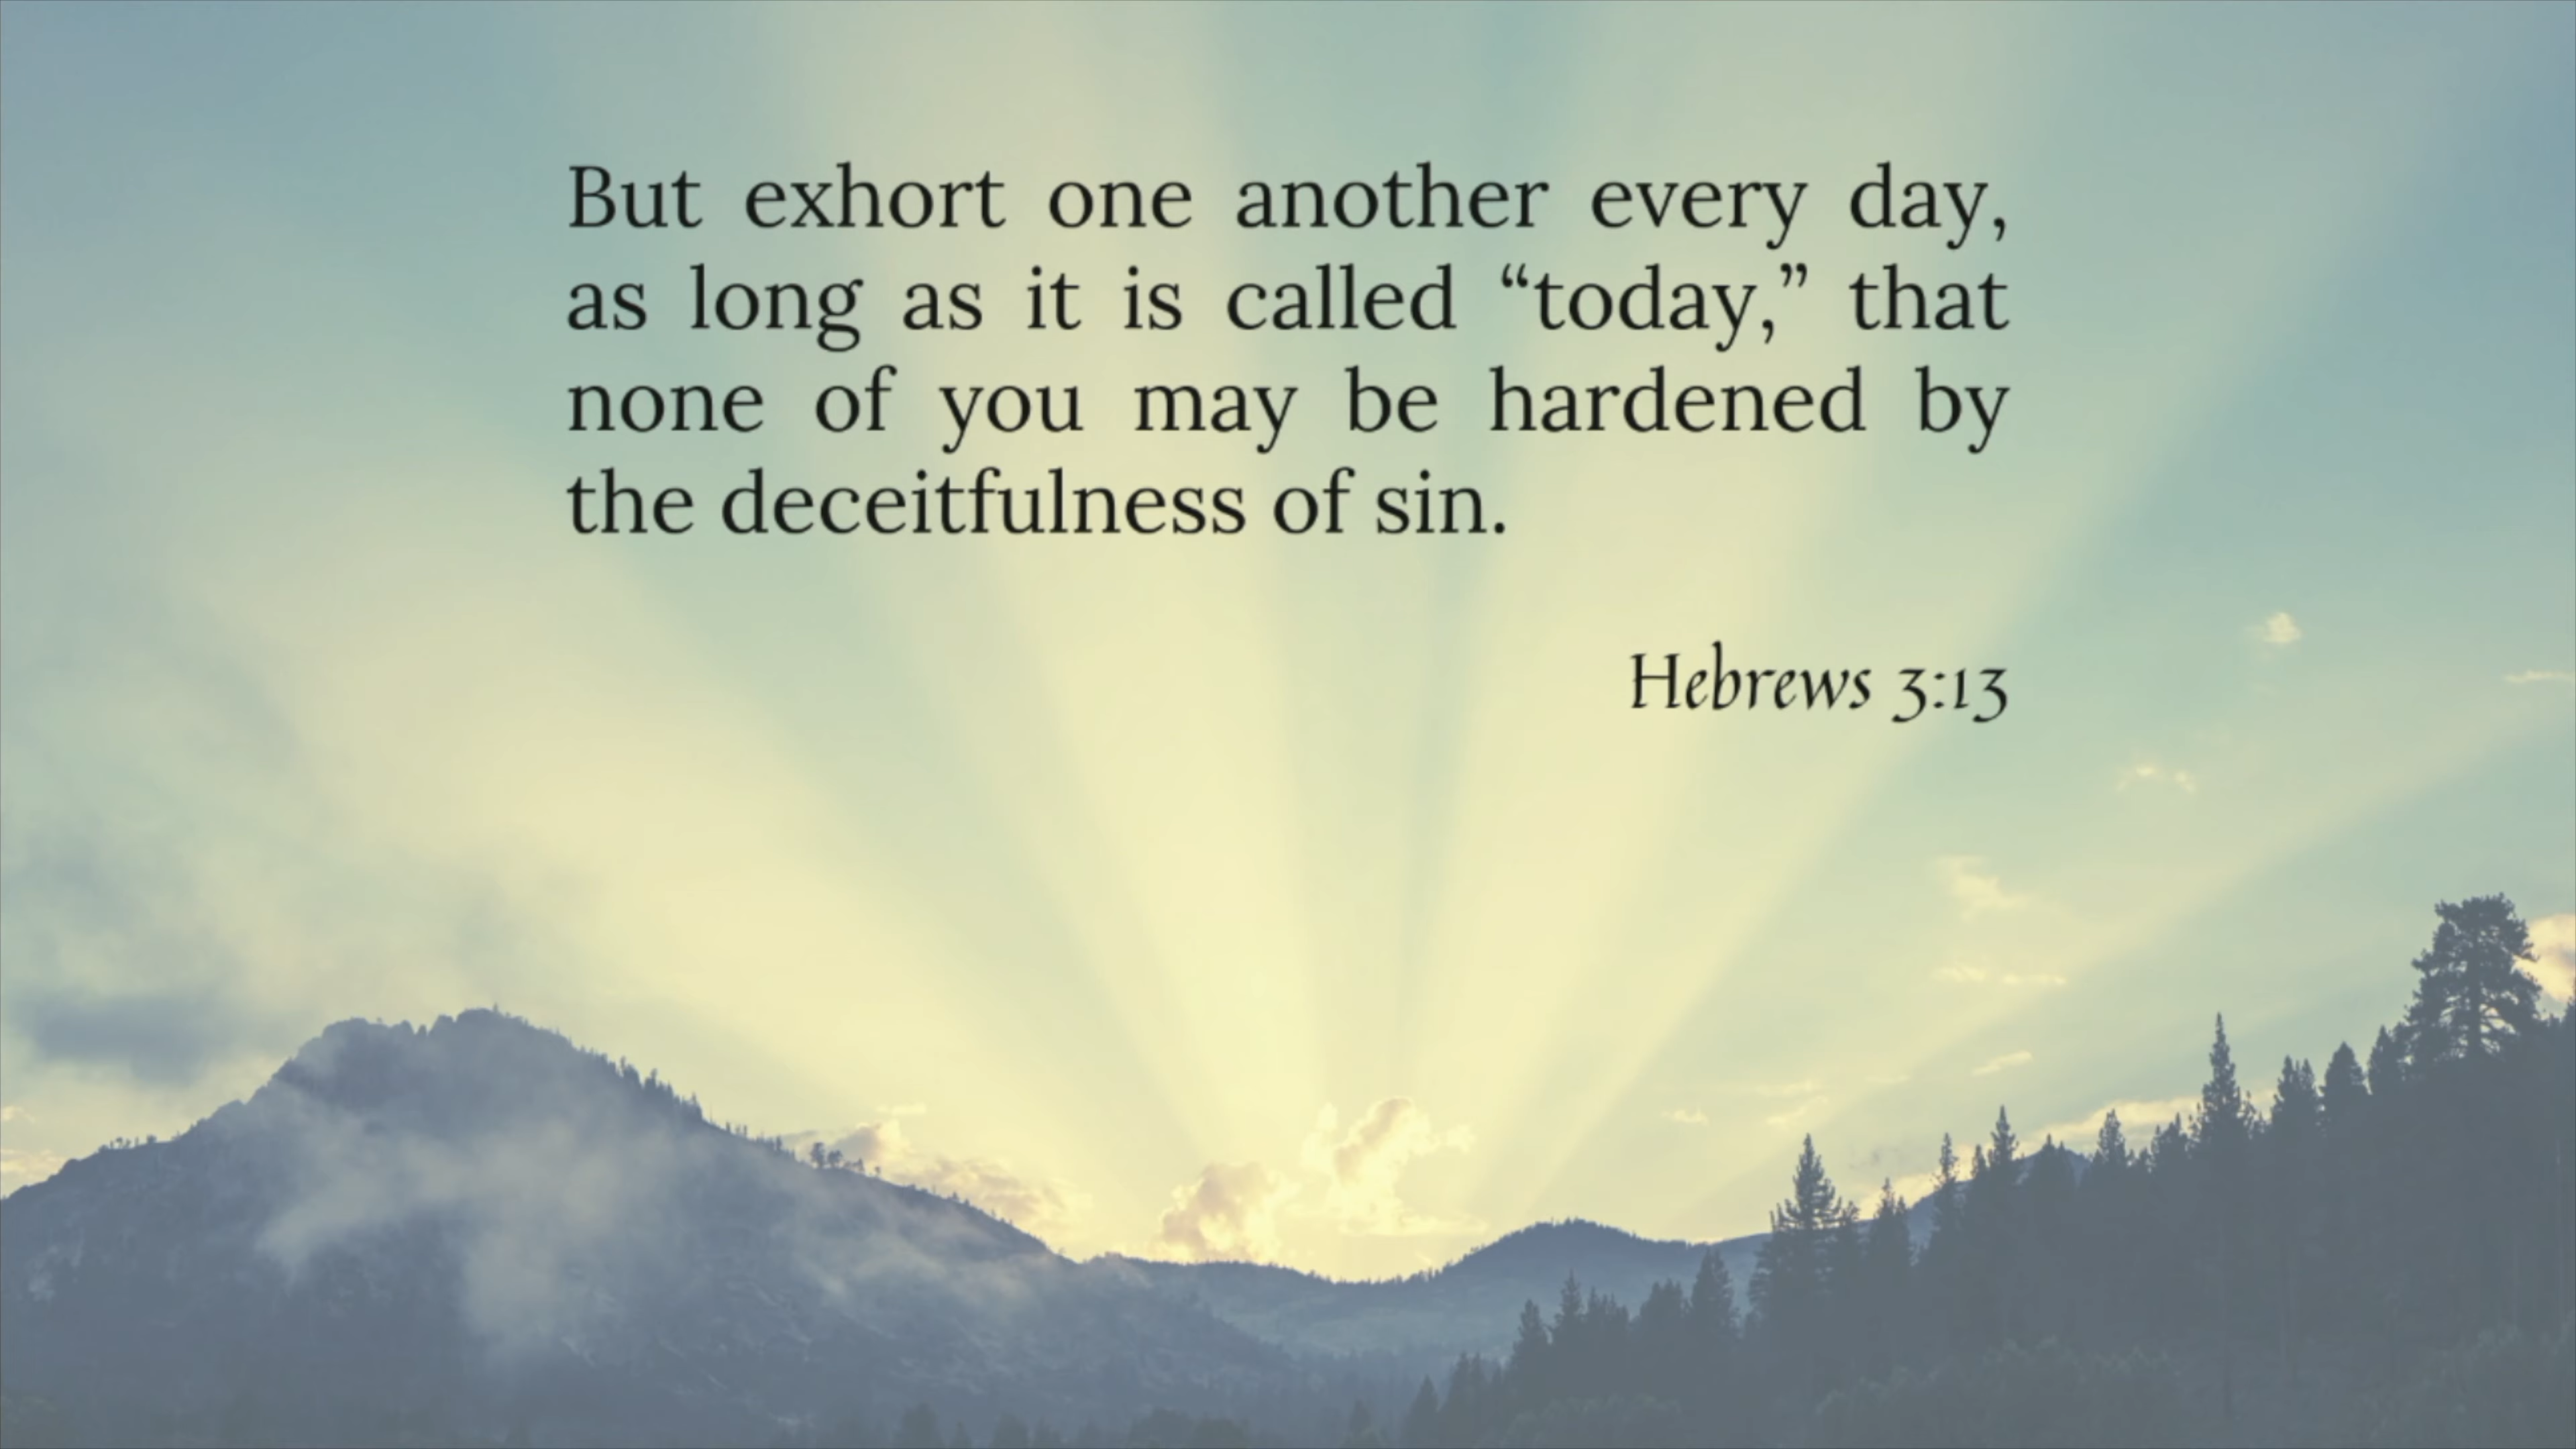 But exhort one another every day,
as long as it is called “today,” that
none of you may be hardened by
the deceitfulness of sin.
Hebrews 3:13